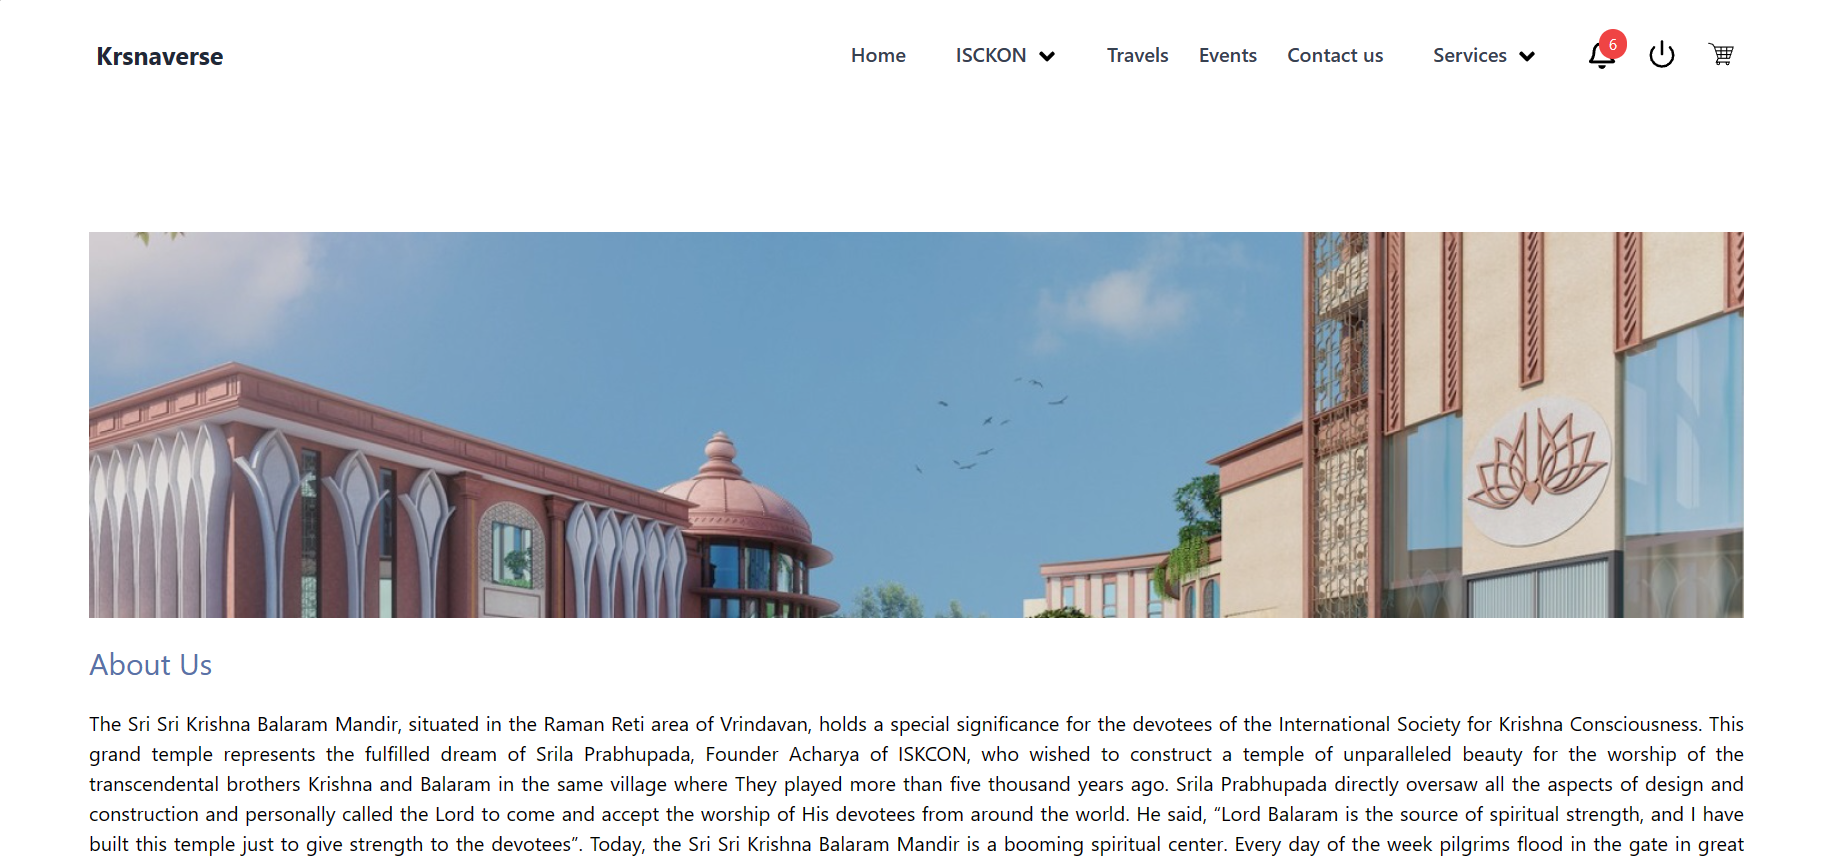 Krsnaverse
Home ISCKON Travels Events Contact us Services 6
About Us
The Sri Sri Krishna Balaram Mandir, situated in the Raman Reti area of Vrindavan, holds a special significance for the devotees of the International Society for Krishna Consciousness. This
grand temple represents the fulfilled dream of Srila Prabhupada, Founder Acharya of ISKCON, who wished to construct a temple of unparalleled beauty for the worship of the
transcendental brothers Krishna and Balaram in the same village where They played more than five thousand years ago. Srila Prabhupada directly oversaw all the aspects of design and
construction and personally called the Lord to come and accept the worship of His devotees from around the world. He said, “Lord Balaram is the source of spiritual strength, and I have
built this temple just to give strength to the devotees”. Today, the Sri Sri Krishna Balaram Mandir is a booming spiritual center. Every day of the week pilgrims flood in the gate in great